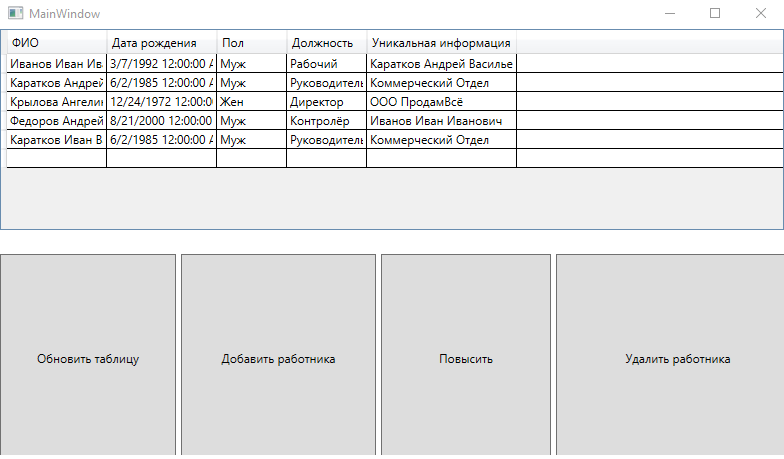 MainWindow
ФИО Дата рождения Пол Должность Уникальная информация
Иванов Иван Ив 3/7/1992 12:00:00 A Муж Рабочий Каратков Андрей Василье
Каратков Андрей 6/2/1985 12:00:00 A Муж Руководитель Коммерческий Отдел
Крылова Ангелин 12/24/1972 12:00:0 Жен Директор ООО ПродамВсё
Федоров Андрей 8/21/2000 12:00:00 Муж Контролёр Иванов Иван Иванович
Каратков Иван В 6/2/1985 12:00:00 A Муж Руководитель Коммерческий Отдел
Обновить таблицу Добавить работника Повысить Удалить работника